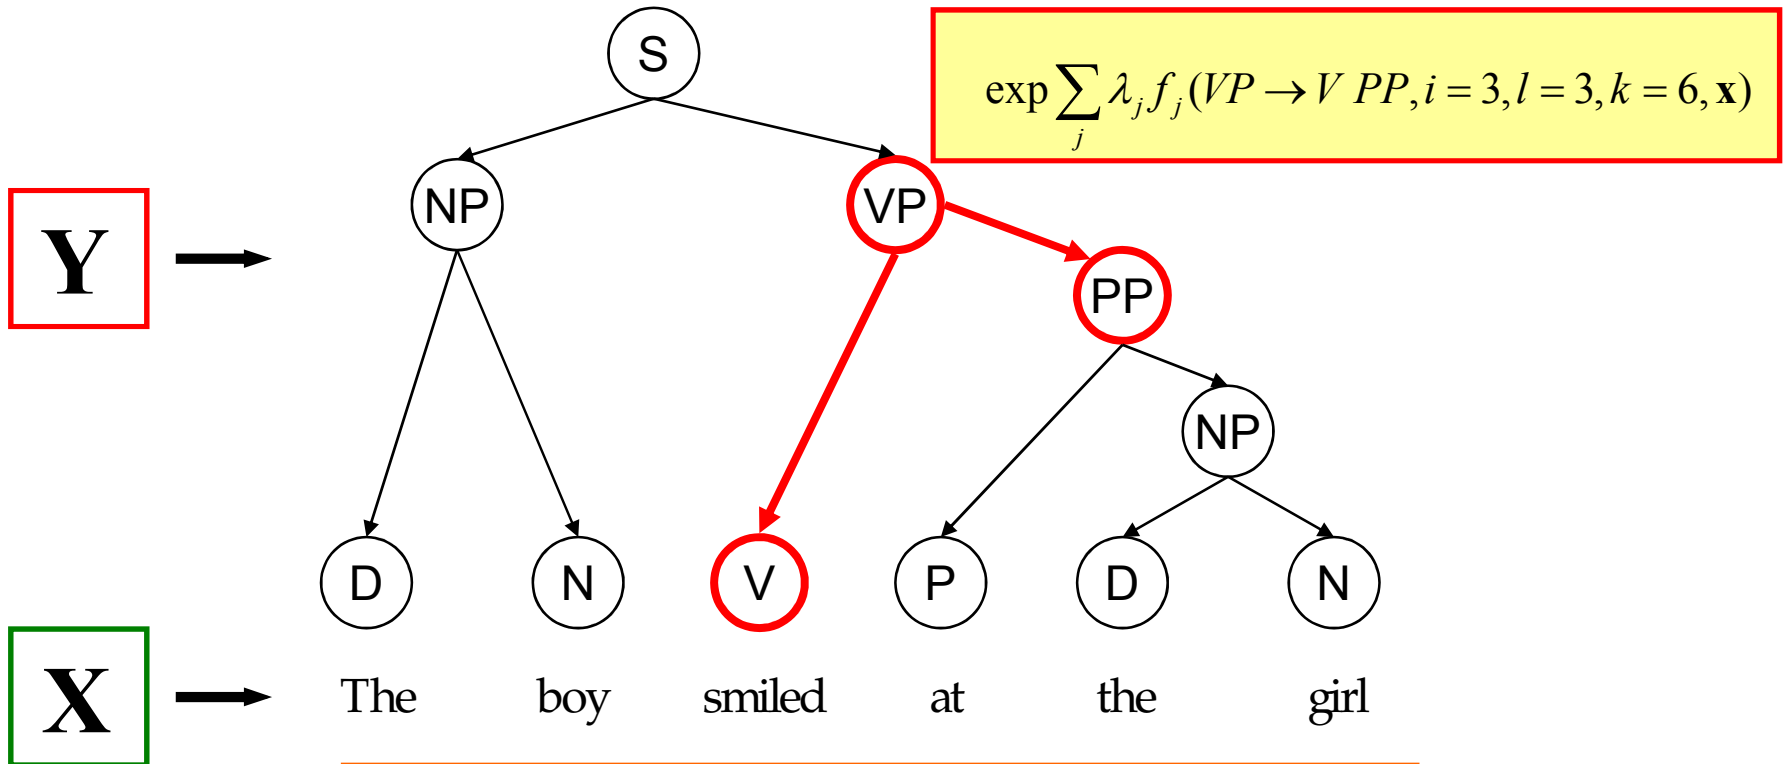 S
exp ∑_j λ_j f_j (VP → V PP, i = 3, l = 3, k = 6, x)
NP VP
Y
PP
NP
D N V P D N
X
The boy smiled at the girl